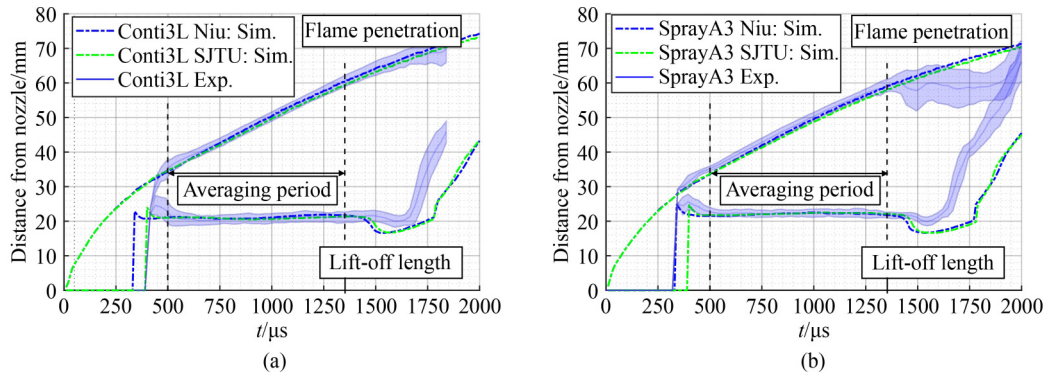 Distance from nozzle/mm
80
70
60
50
40
30
20
10
0
Conti3L Niu: Sim.
Conti3L SJTU: Sim.
Conti3L Exp.
Flame penetration
Averaging period
Lift-off length
0 250 500 750 1000 1250 1500 1750 2000
t/μs
(a)
Distance from nozzle/mm
80
70
60
50
40
30
20
10
0
SprayA3 Niu: Sim.
SprayA3 SJTU: Sim.
SprayA3 Exp.
Flame penetration
Averaging period
Lift-off length
0 250 500 750 1000 1250 1500 1750 2000
t/μs
(b)